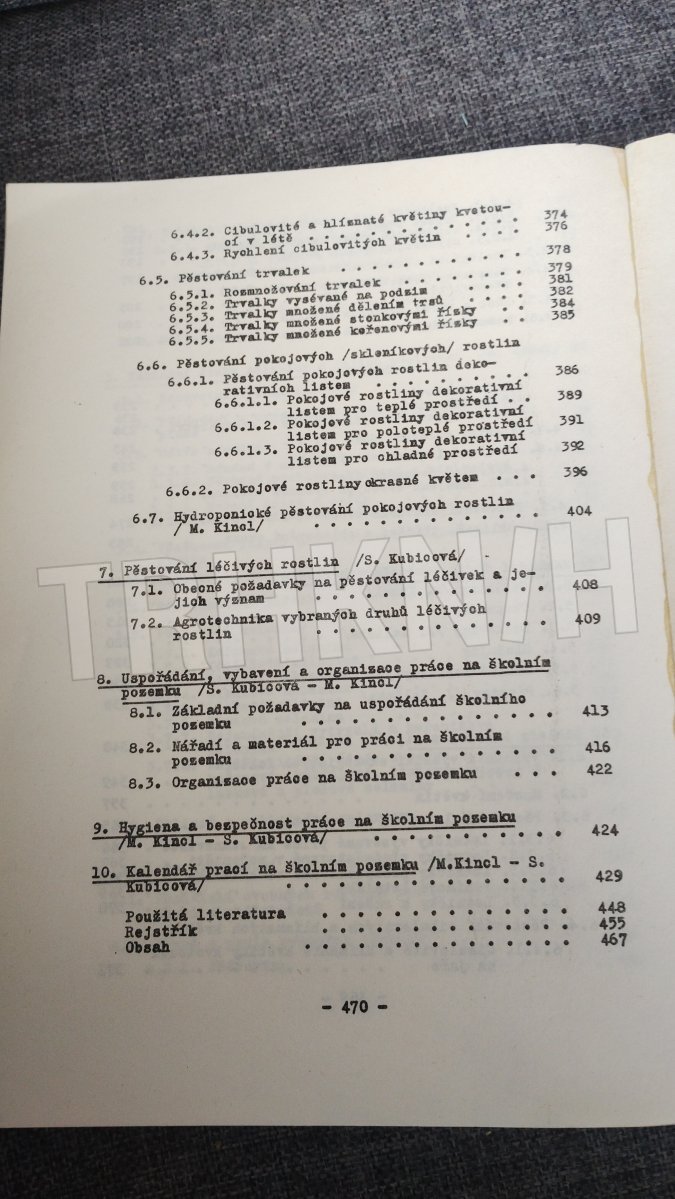 6.4.2. Cibulovité a hlíznaté květiny kvetou-
cí v létě . . . . . . . . . . . . . 374
6.4.3. Rychlení cibulovitých květin . . . . 376
6.5. Pěstování trvalek . . . . . . . . . . . 378
6.5.1. Rozmnožování trvalek . . . . . . . . 379
6.5.2. Trvalky vysévané na podzim . . . . . 381
6.5.3. Trvalky množené dělením trsů . . . . 382
6.5.4. Trvalky množené stonkovými řízky . . 384
6.5.5. Trvalky množené kořenovými řízky . . 385
6.6. Pěstování pokojových /skleníkových/ rostlin
6.6.1. Pěstování pokojových rostlin deko-
rativních listem . . . . . . . . . . 386
6.6.1.1. Pokojové rostliny dekorativní
listem pro teplé prostředí . . 389
6.6.1.2. Pokojové rostliny dekorativní
listem pro poloteplé prostředí 391
6.6.1.3. Pokojové rostliny dekorativní
listem pro chladné prostředí 392
6.6.2. Pokojové rostliny okrasné květem . . . 396
6.7. Hydroponické pěstování pokojových rostlin
/ M. Kincl/ . . . . . . . . . . . . . 404
7. Pěstování léčivých rostlin /S. Kubicová/
7.1. Obecné požadavky na pěstování léčivek a je-
jich význam . . . . . . . . . . . . . 408
7.2. Agrotechnika vybraných druhů léčivých
rostlin . . . . . . . . . . . . . 409
TRHKNIH
8. Uspořádání, vybavení a organizace práce na školním
pozemku /S. Kubicová - M. Kincl/
8.1. Základní požadavky na uspořádání školního
pozemku . . . . . . . . . . . . . . 413
8.2. Nářadí a materiál pro práci na školním
pozemku . . . . . . . . . . . . . . 416
8.3. Organizace práce na školním pozemku . . . 422
9. Hygiena a bezpečnost práce na školním pozemku
/M. Kincl - S. Kubicová/ . . . . . . . . . . . 424
10. Kalendář prací na školním pozemku /M.Kincl - S.
Kubicová/ . . . . . . . . . . . . . . . 429
Použitá literatura . . . . . . . . . . . . . 448
Rejstřík . . . . . . . . . . . . . 455
Obsah . . . . . . . . . . . . . . 467
- 470 -